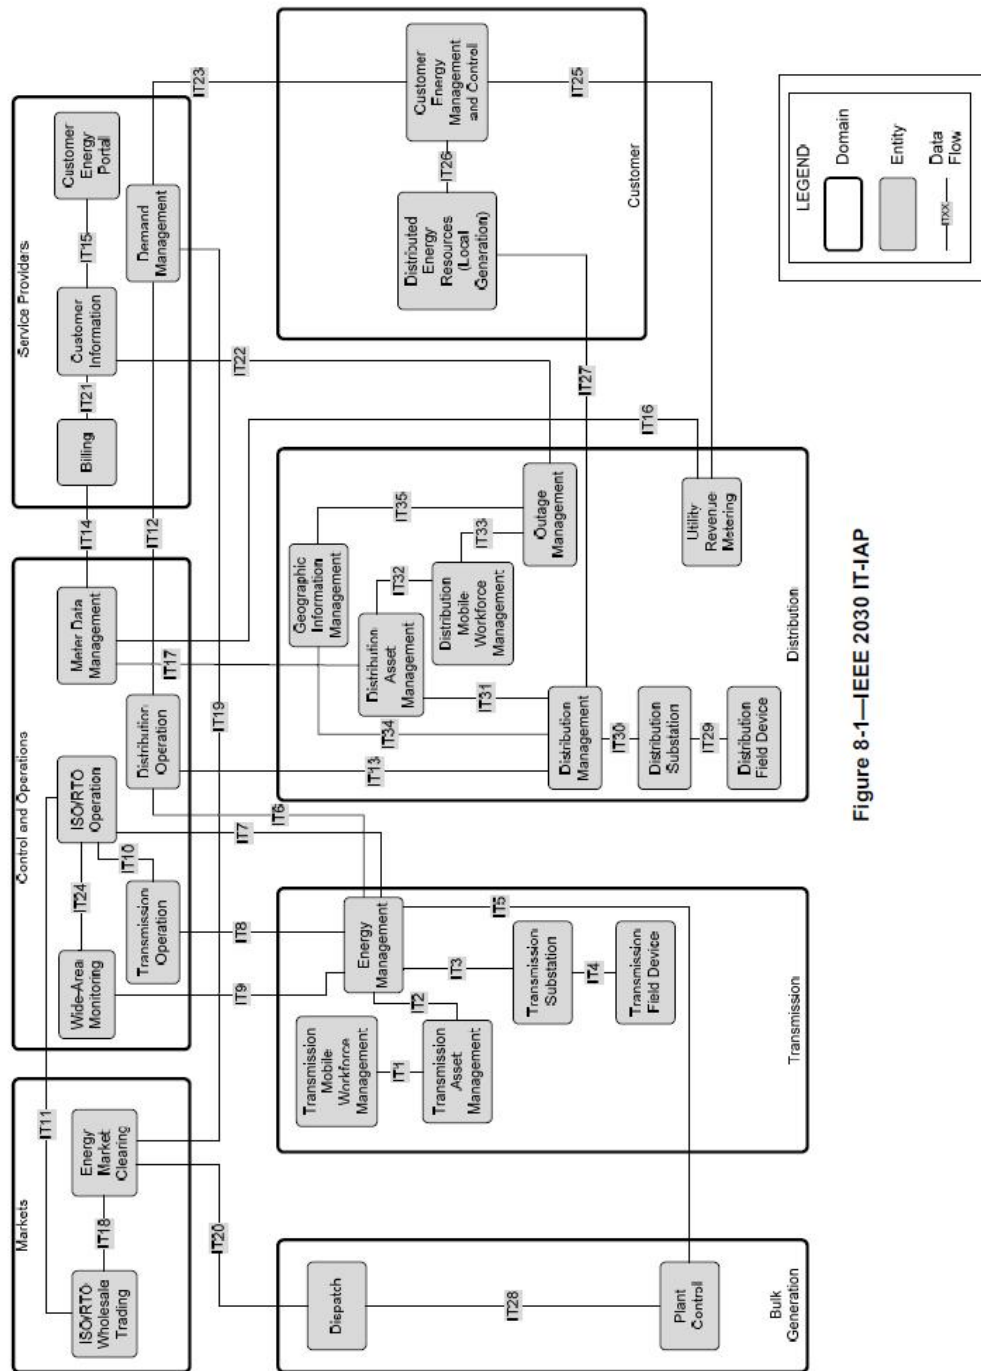 Markets
ISO/RTO
Wholesale
Trading
IT18
Energy
Market
Clearing
IT11
IT20
IT19
Control and Operations
Wide-Area
Monitoring
IT24
ISO/RTO
Operation
IT10
Transmission
Operation
Distribution
Operation
Meter Data
Management
IT17
IT12
IT14
Service Providers
Billing
IT21
Customer
Information
IT15
Customer
Energy
Portal
Demand
Management
IT23
IT9
IT8
IT7
IT6
IT13
IT16
IT22
Bulk
Generation
Dispatch
IT28
Plant
Control
Transmission
Transmission
Mobile
Workforce
Management
IT1
Transmission
Asset
Management
IT2
Energy
Management
IT3
IT5
Transmission
Substation
IT4
Transmission
Field Device
Distribution
Geographic
Information
Management
IT35
IT34
Distribution
Asset
Management
IT32
IT31
Distribution
Mobile
Workforce
Management
IT33
Outage
Management
Distribution
Management
IT30
Distribution
Substation
IT29
Distribution
Field Device
Utility
Revenue
Metering
IT27
Customer
Distributed
Energy
Resources
(Local
Generation)
IT26
Customer
Energy
Management
and Control
IT25
LEGEND
Domain
Entity
ITXX
Data
Flow
Figure 8-1—IEEE 2030 IT-IAP